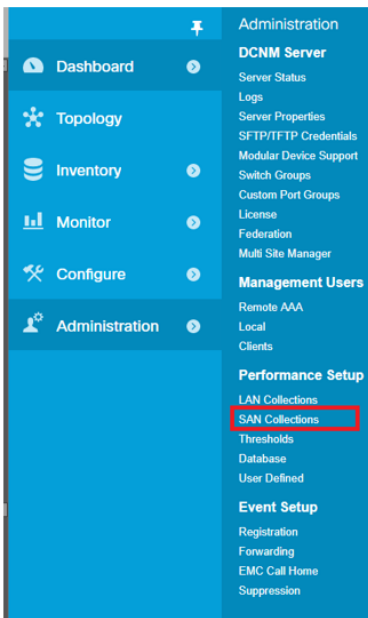 Dashboard
Topology
Inventory
Monitor
Configure
Administration
Administration
DCNM Server
Server Status
Logs
Server Properties
SFTP/TFTP Credentials
Modular Device Support
Switch Groups
Custom Port Groups
License
Federation
Multi Site Manager
Management Users
Remote AAA
Local
Clients
Performance Setup
LAN Collections
SAN Collections
Thresholds
Database
User Defined
Event Setup
Registration
Forwarding
EMC Call Home
Suppression